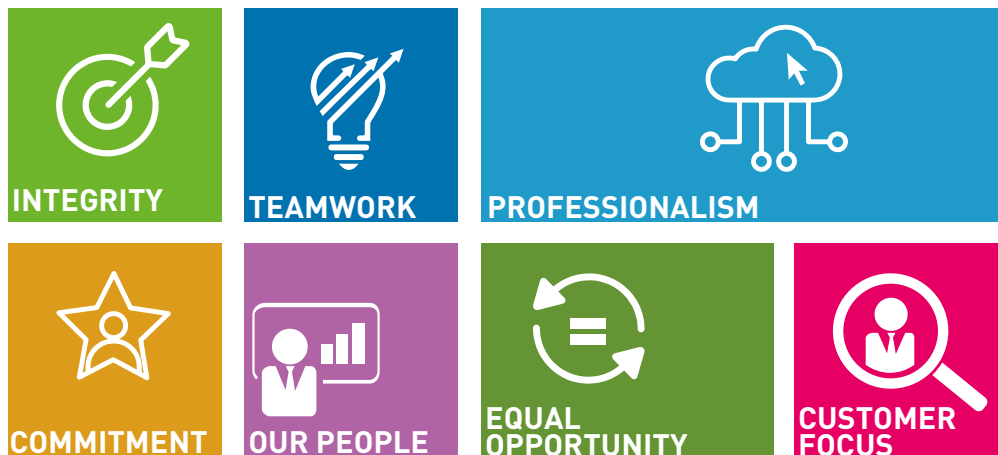 INTEGRITY
TEAMWORK
PROFESSIONALISM
COMMITMENT
OUR PEOPLE
EQUAL
OPPORTUNITY
CUSTOMER
FOCUS